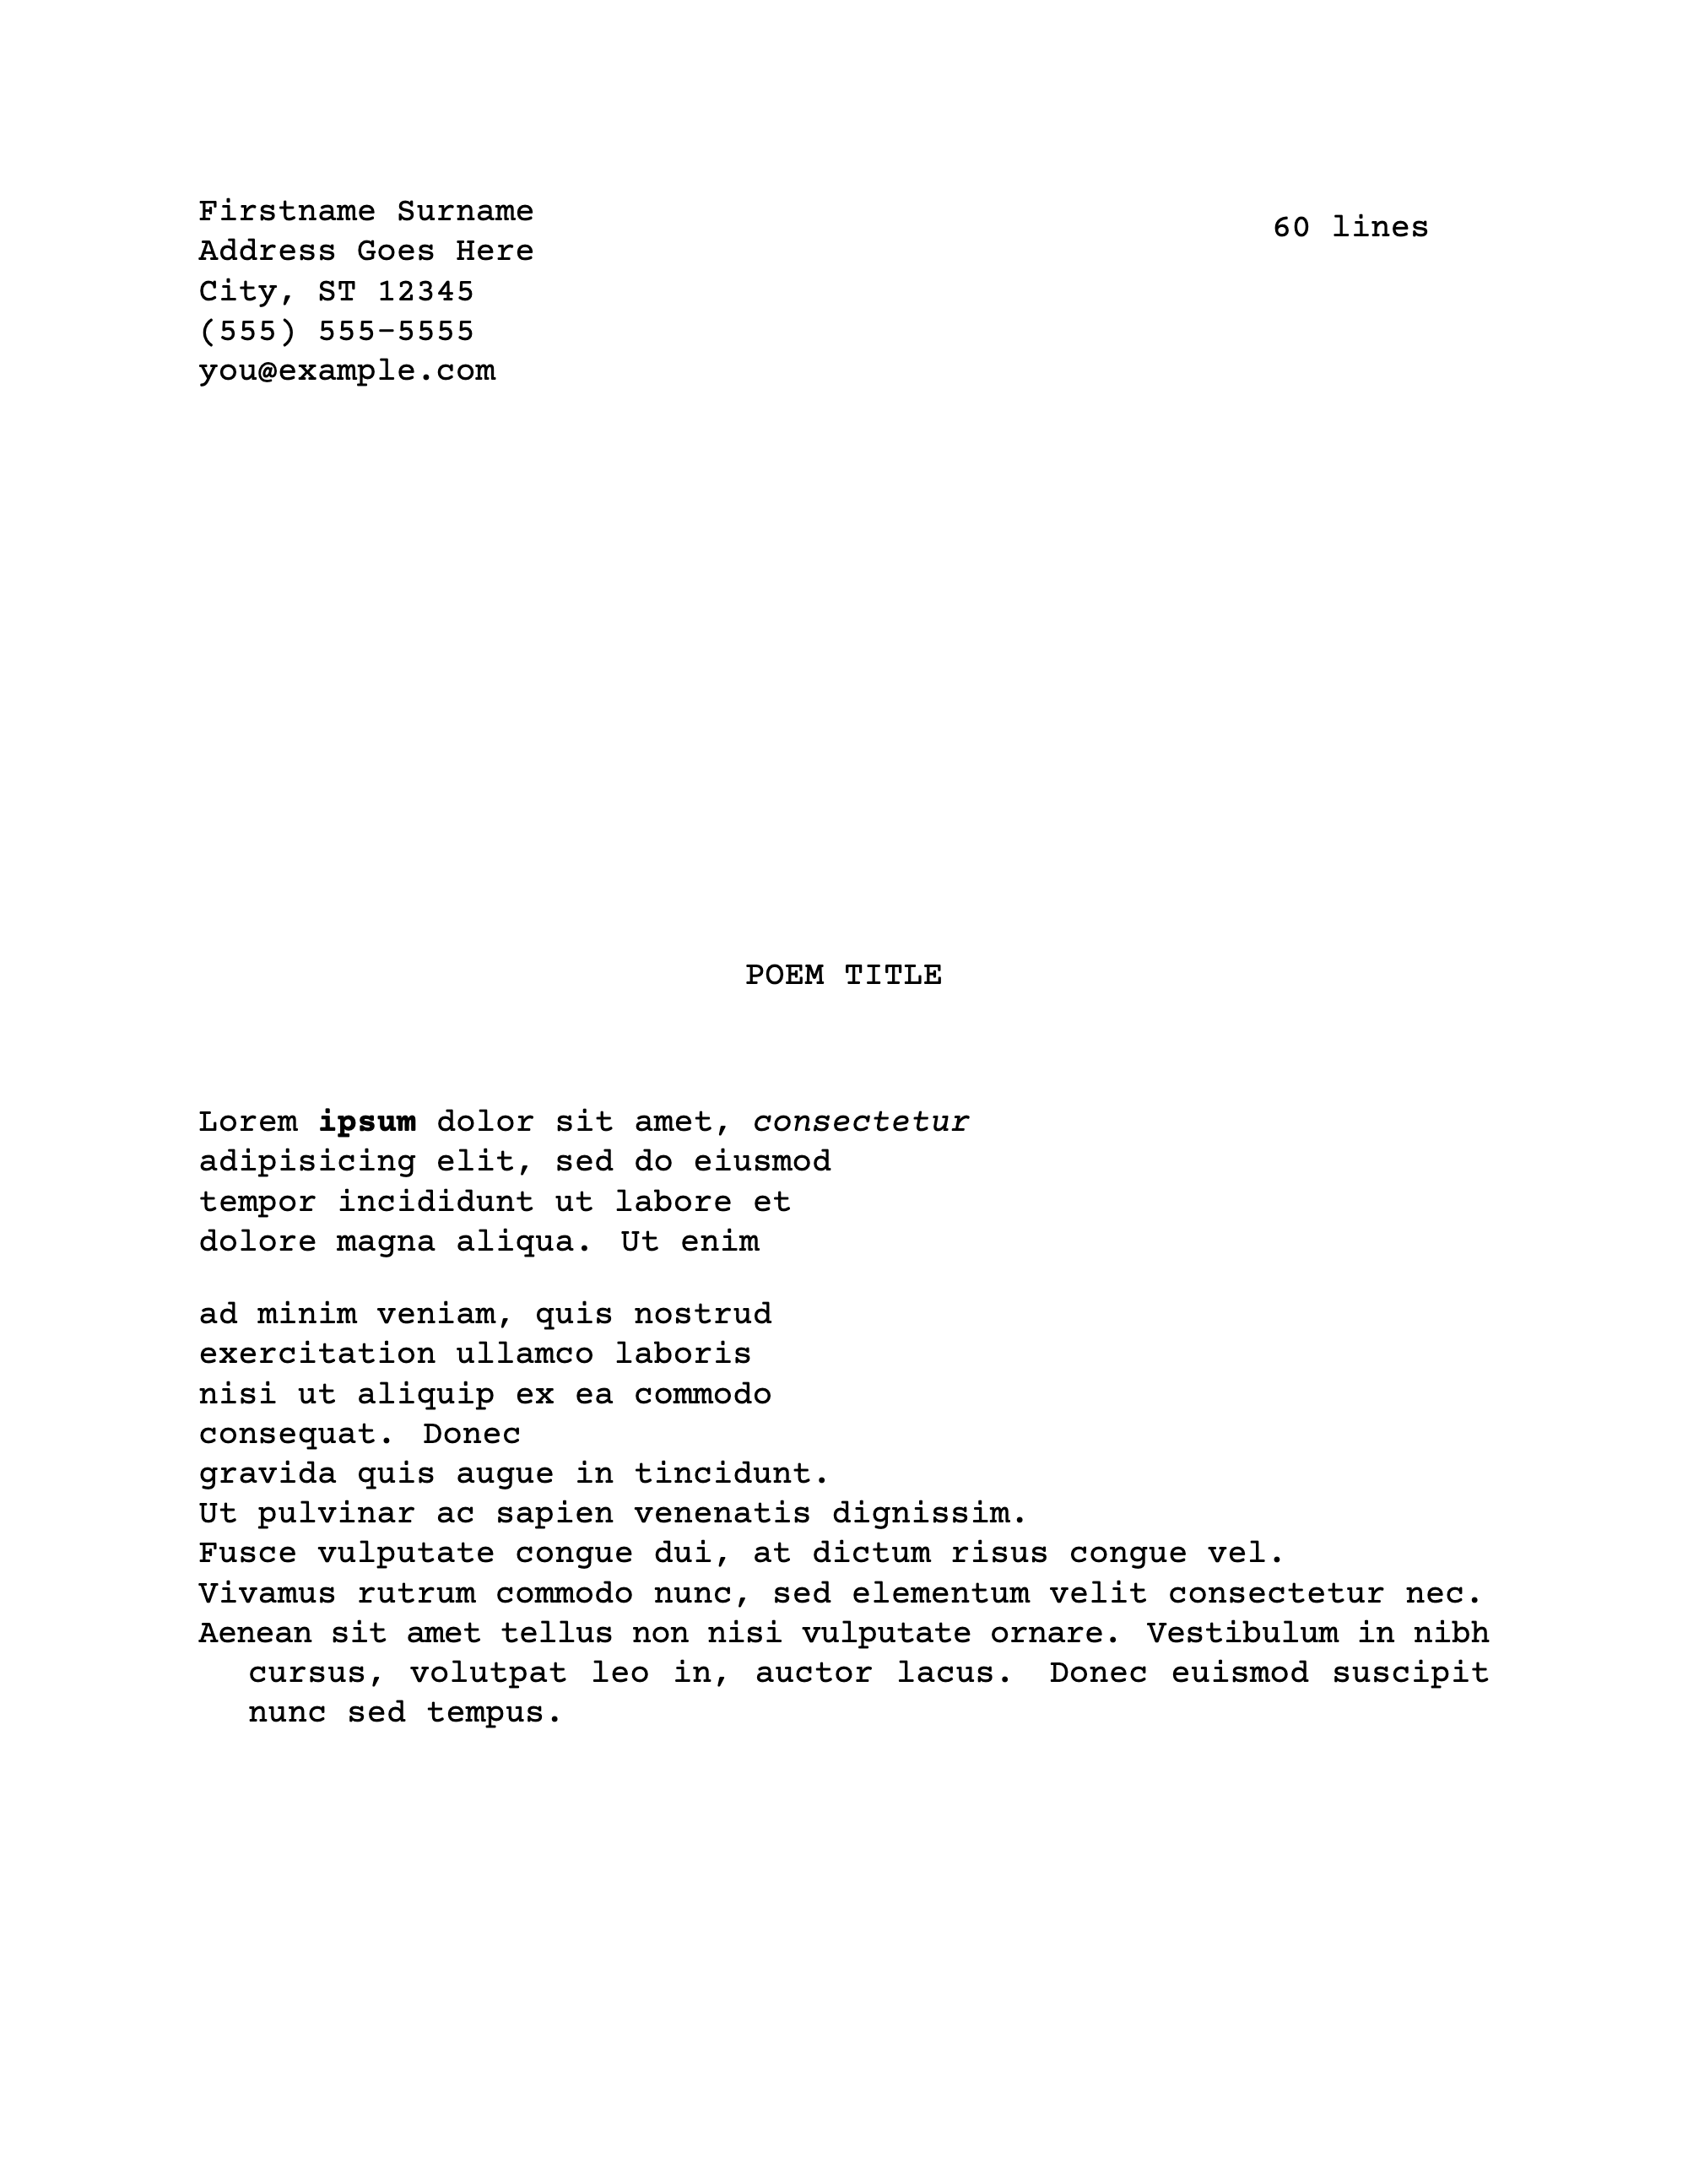 Firstname Surname
60 lines
Address Goes Here
City, ST 12345
(555) 555-5555
you@example.com
POEM TITLE
Lorem ipsum dolor sit amet, consectetur
adipisicing elit, sed do eiusmod
tempor incididunt ut labore et
dolore magna aliqua. Ut enim
ad minim veniam, quis nostrud
exercitation ullamco laboris
nisi ut aliquip ex ea commodo
consequat. Donec
gravida quis augue in tincidunt.
Ut pulvinar ac sapien venenatis dignissim.
Fusce vulputate congue dui, at dictum risus congue vel.
Vivamus rutrum commodo nunc, sed elementum velit consectetur nec.
Aenean sit amet tellus non nisi vulputate ornare. Vestibulum in nibh
cursus, volutpat leo in, auctor lacus. Donec euismod suscipit
nunc sed tempus.